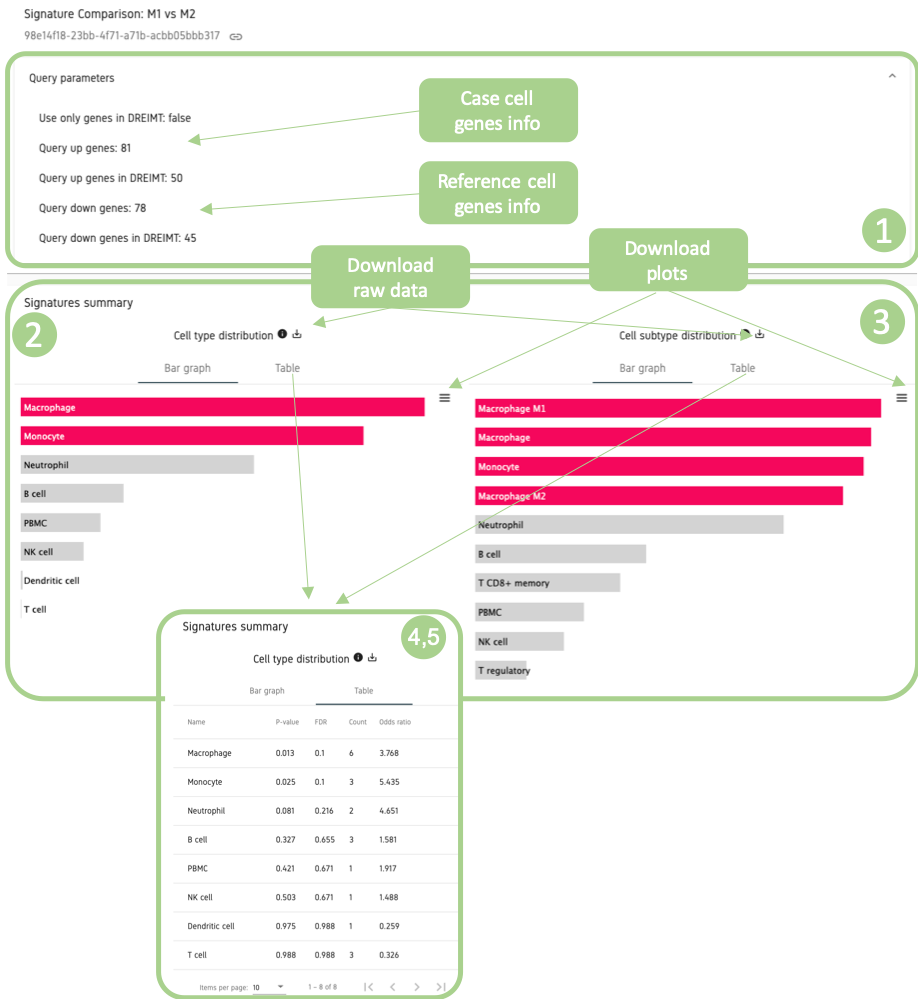 Signature Comparison: M1 vs M2
98e14f18-23bb-4f71-a71b-acbb05bbb317
Query parameters
Use only genes in DREIMT: false
Query up genes: 81
Query up genes in DREIMT: 50
Query down genes: 78
Query down genes in DREIMT: 45
Case cell
genes info
Reference cell
genes info
1
Download
raw data
Download
plots
Signatures summary
2
Cell type distribution
Bar graph Table
Macrophage
Monocyte
Neutrophil
B cell
PBMC
NK cell
Dendritic cell
T cell
3
Cell subtype distribution
Bar graph Table
Macrophage M1
Macrophage
Monocyte
Macrophage M2
Neutrophil
B cell
T CD8+ memory
PBMC
NK cell
T regulatory
Signatures summary
4,5
Cell type distribution
Bar graph Table
Name P-value FDR Count Odds ratio
Macrophage 0.013 0.1 6 3.768
Monocyte 0.025 0.1 3 5.435
Neutrophil 0.081 0.216 2 4.651
B cell 0.327 0.655 3 1.581
PBMC 0.421 0.671 1 1.917
NK cell 0.503 0.671 1 1.488
Dendritic cell 0.975 0.988 1 0.259
T cell 0.988 0.988 3 0.326
Items per page: 10 1 – 8 of 8